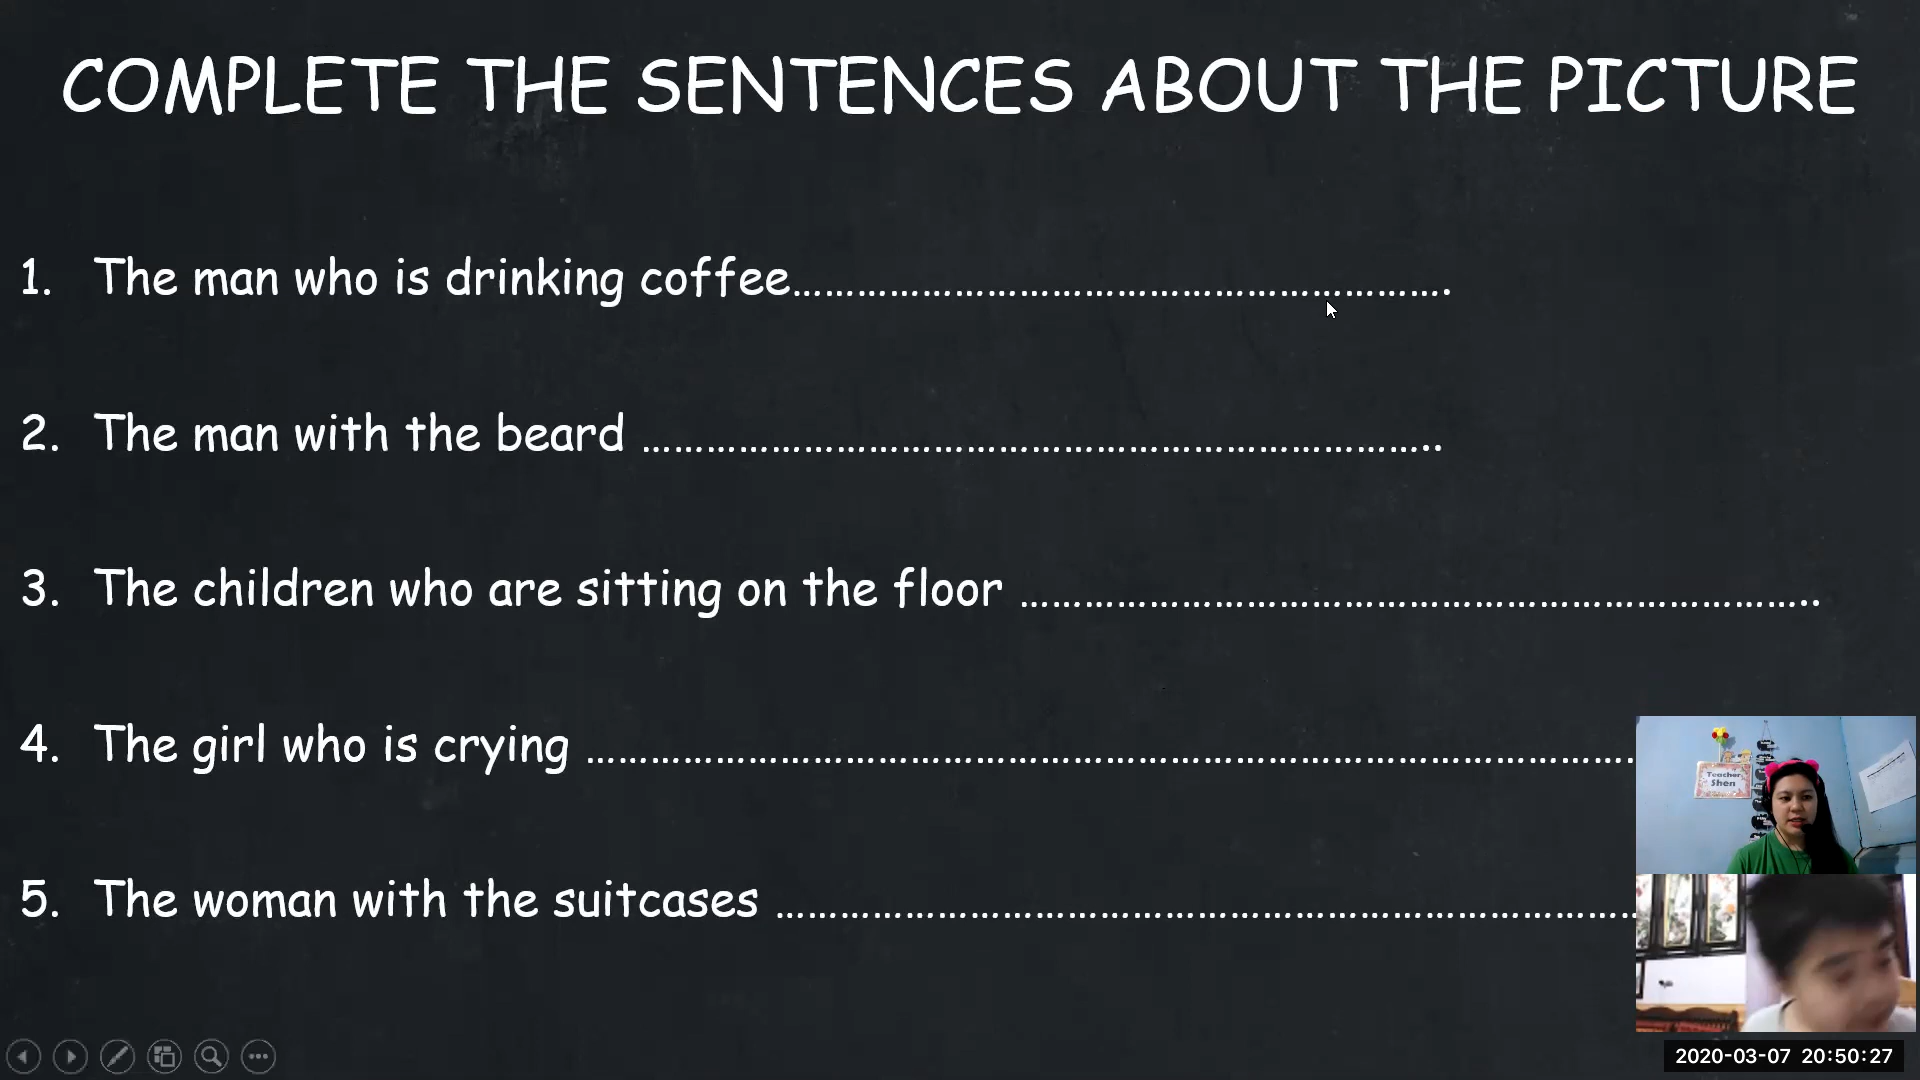 COMPLETE THE SENTENCES ABOUT THE PICTURE
1. The man who is drinking coffee……………………………………………………….
2. The man with the beard …………………………………………………………………..
3. The children who are sitting on the floor …………………………………………………………………..
4. The girl who is crying ………………………………………………………………………………………
5. The woman with the suitcases ………………………………………………………………………
Teacher
Shen
2020-03-07 20:50:27